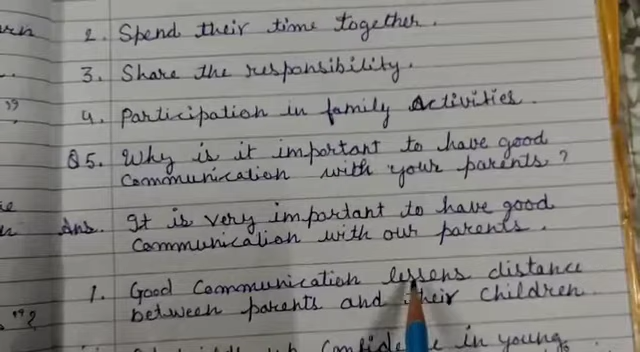 2. Spend their time together.
3. Share the responsibility.
4. Participation in family Activities.
Q5. Why is it important to have good
communication with your parents?
Ans. It is very important to have good
communication with our parents.
1. Good Communication lessens distance
between parents and their children.
in young